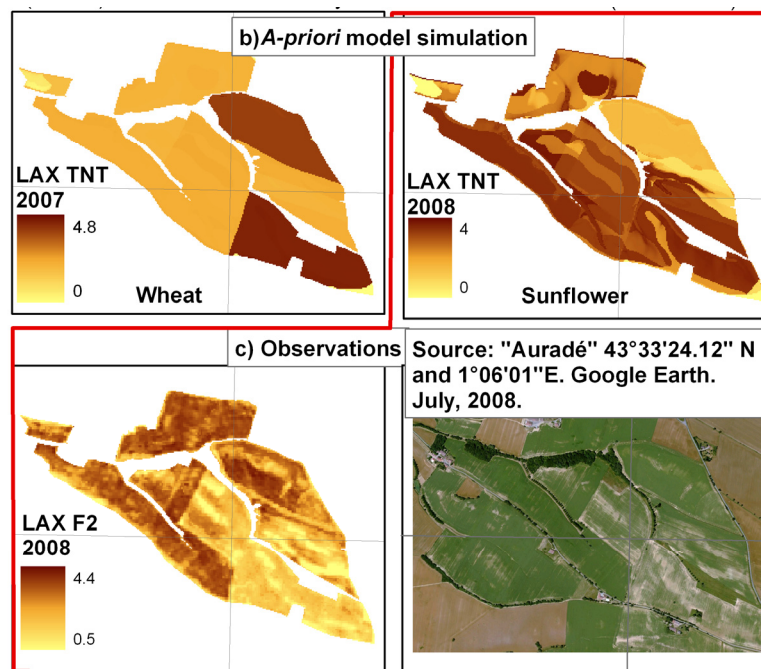 b)A-priori model simulation
LAX TNT
2007
4.8
0
Wheat
LAX TNT
2008
4
0
Sunflower
c) Observations
LAX F2
2008
4.4
0.5
Source: "Auradé" 43°33'24.12" N
and 1°06'01"E. Google Earth.
July, 2008.